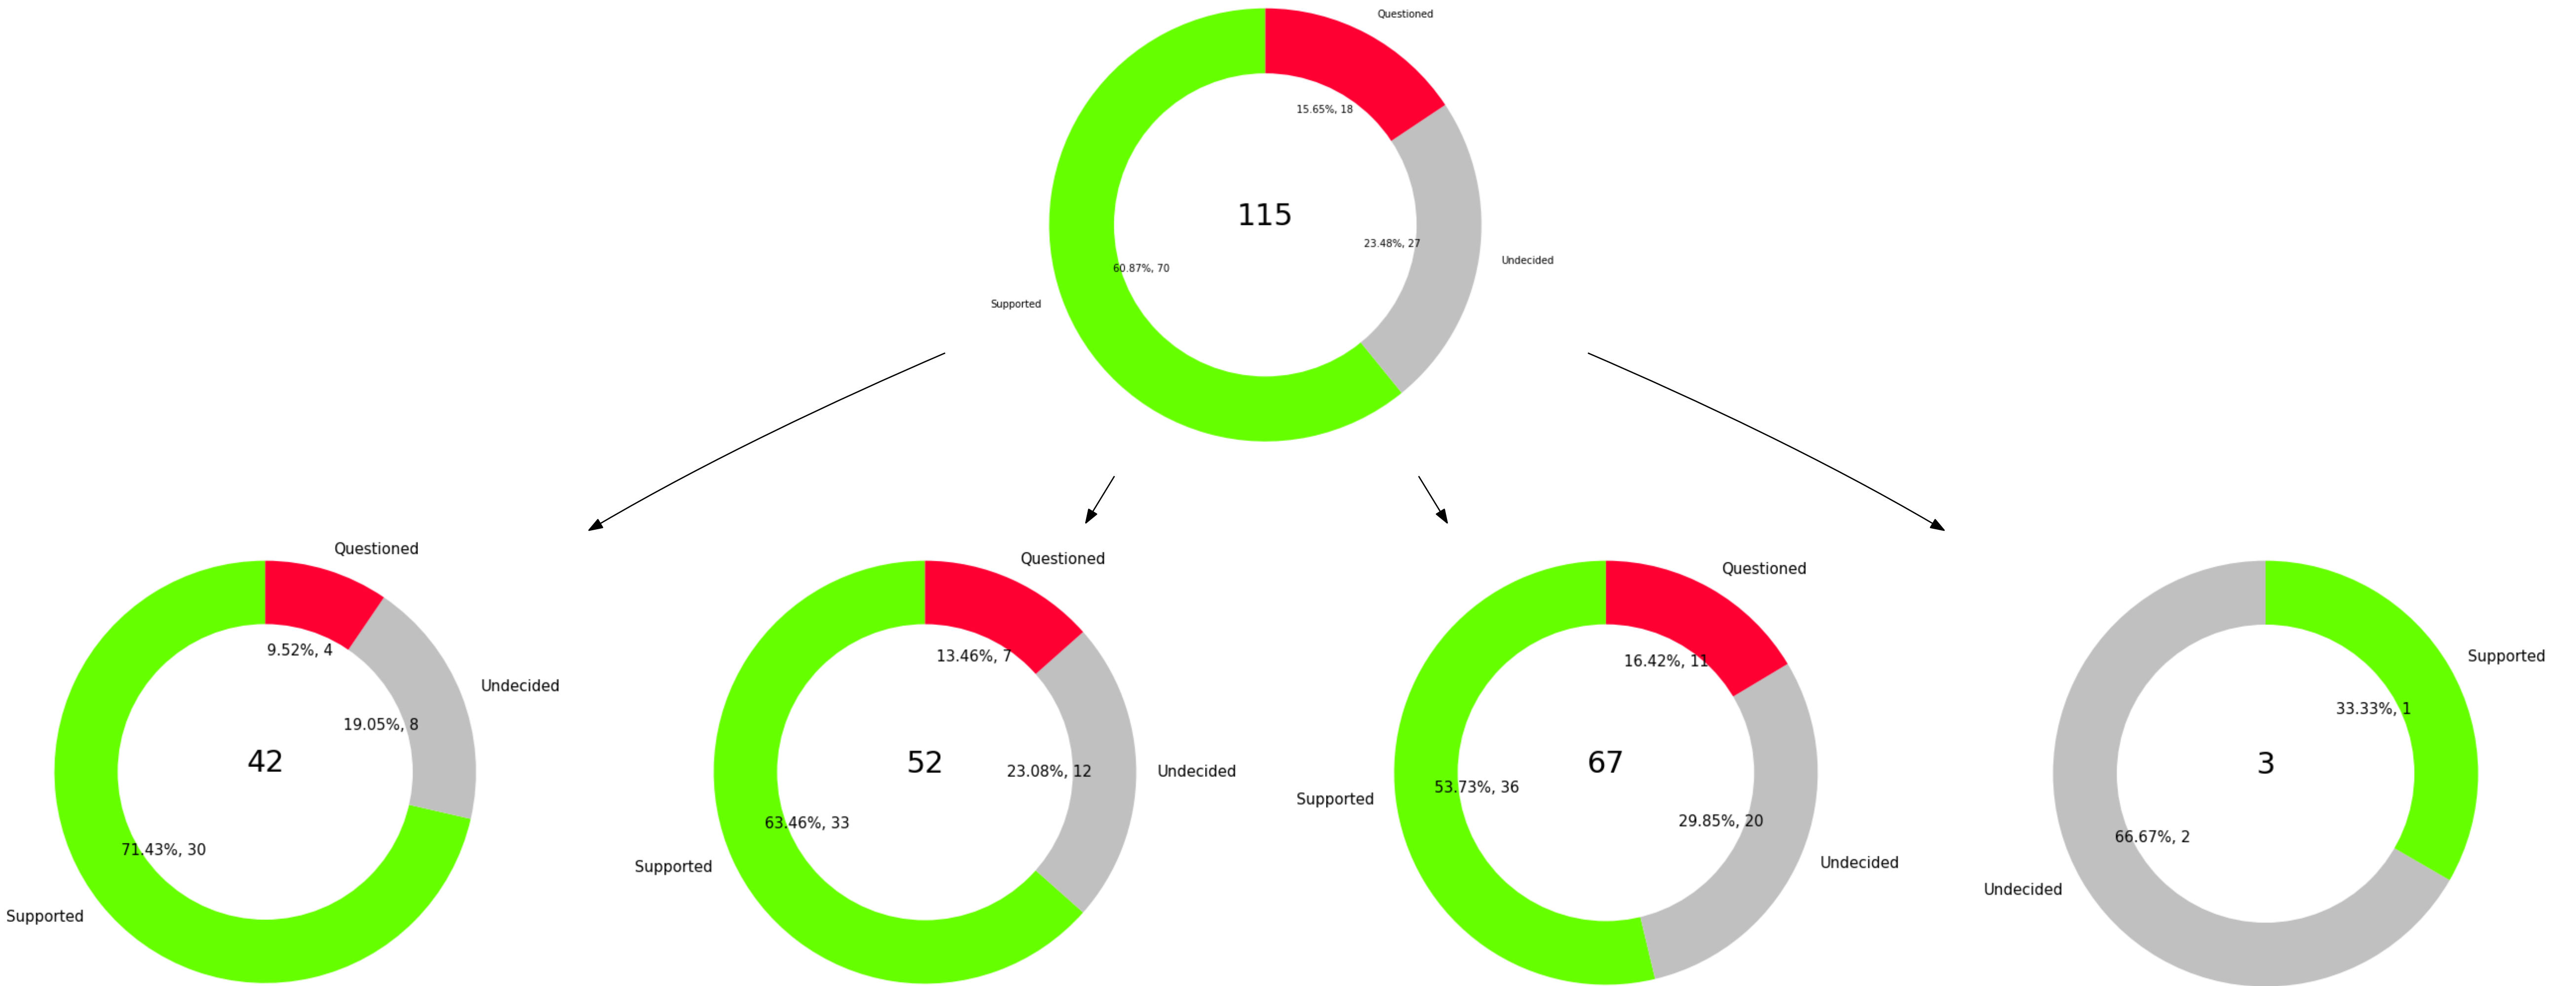 Questioned
15.65%, 18
115
23.48%, 27
Undecided
60.87%, 70
Supported
Questioned
9.52%, 4
Undecided
19.05%, 8
42
71.43%, 30
Supported
Questioned
13.46%, 7
52
23.08%, 12
Undecided
63.46%, 33
Supported
Questioned
16.42%, 11
67
53.73%, 36
Supported
29.85%, 20
Undecided
Supported
33.33%, 1
3
66.67%, 2
Undecided